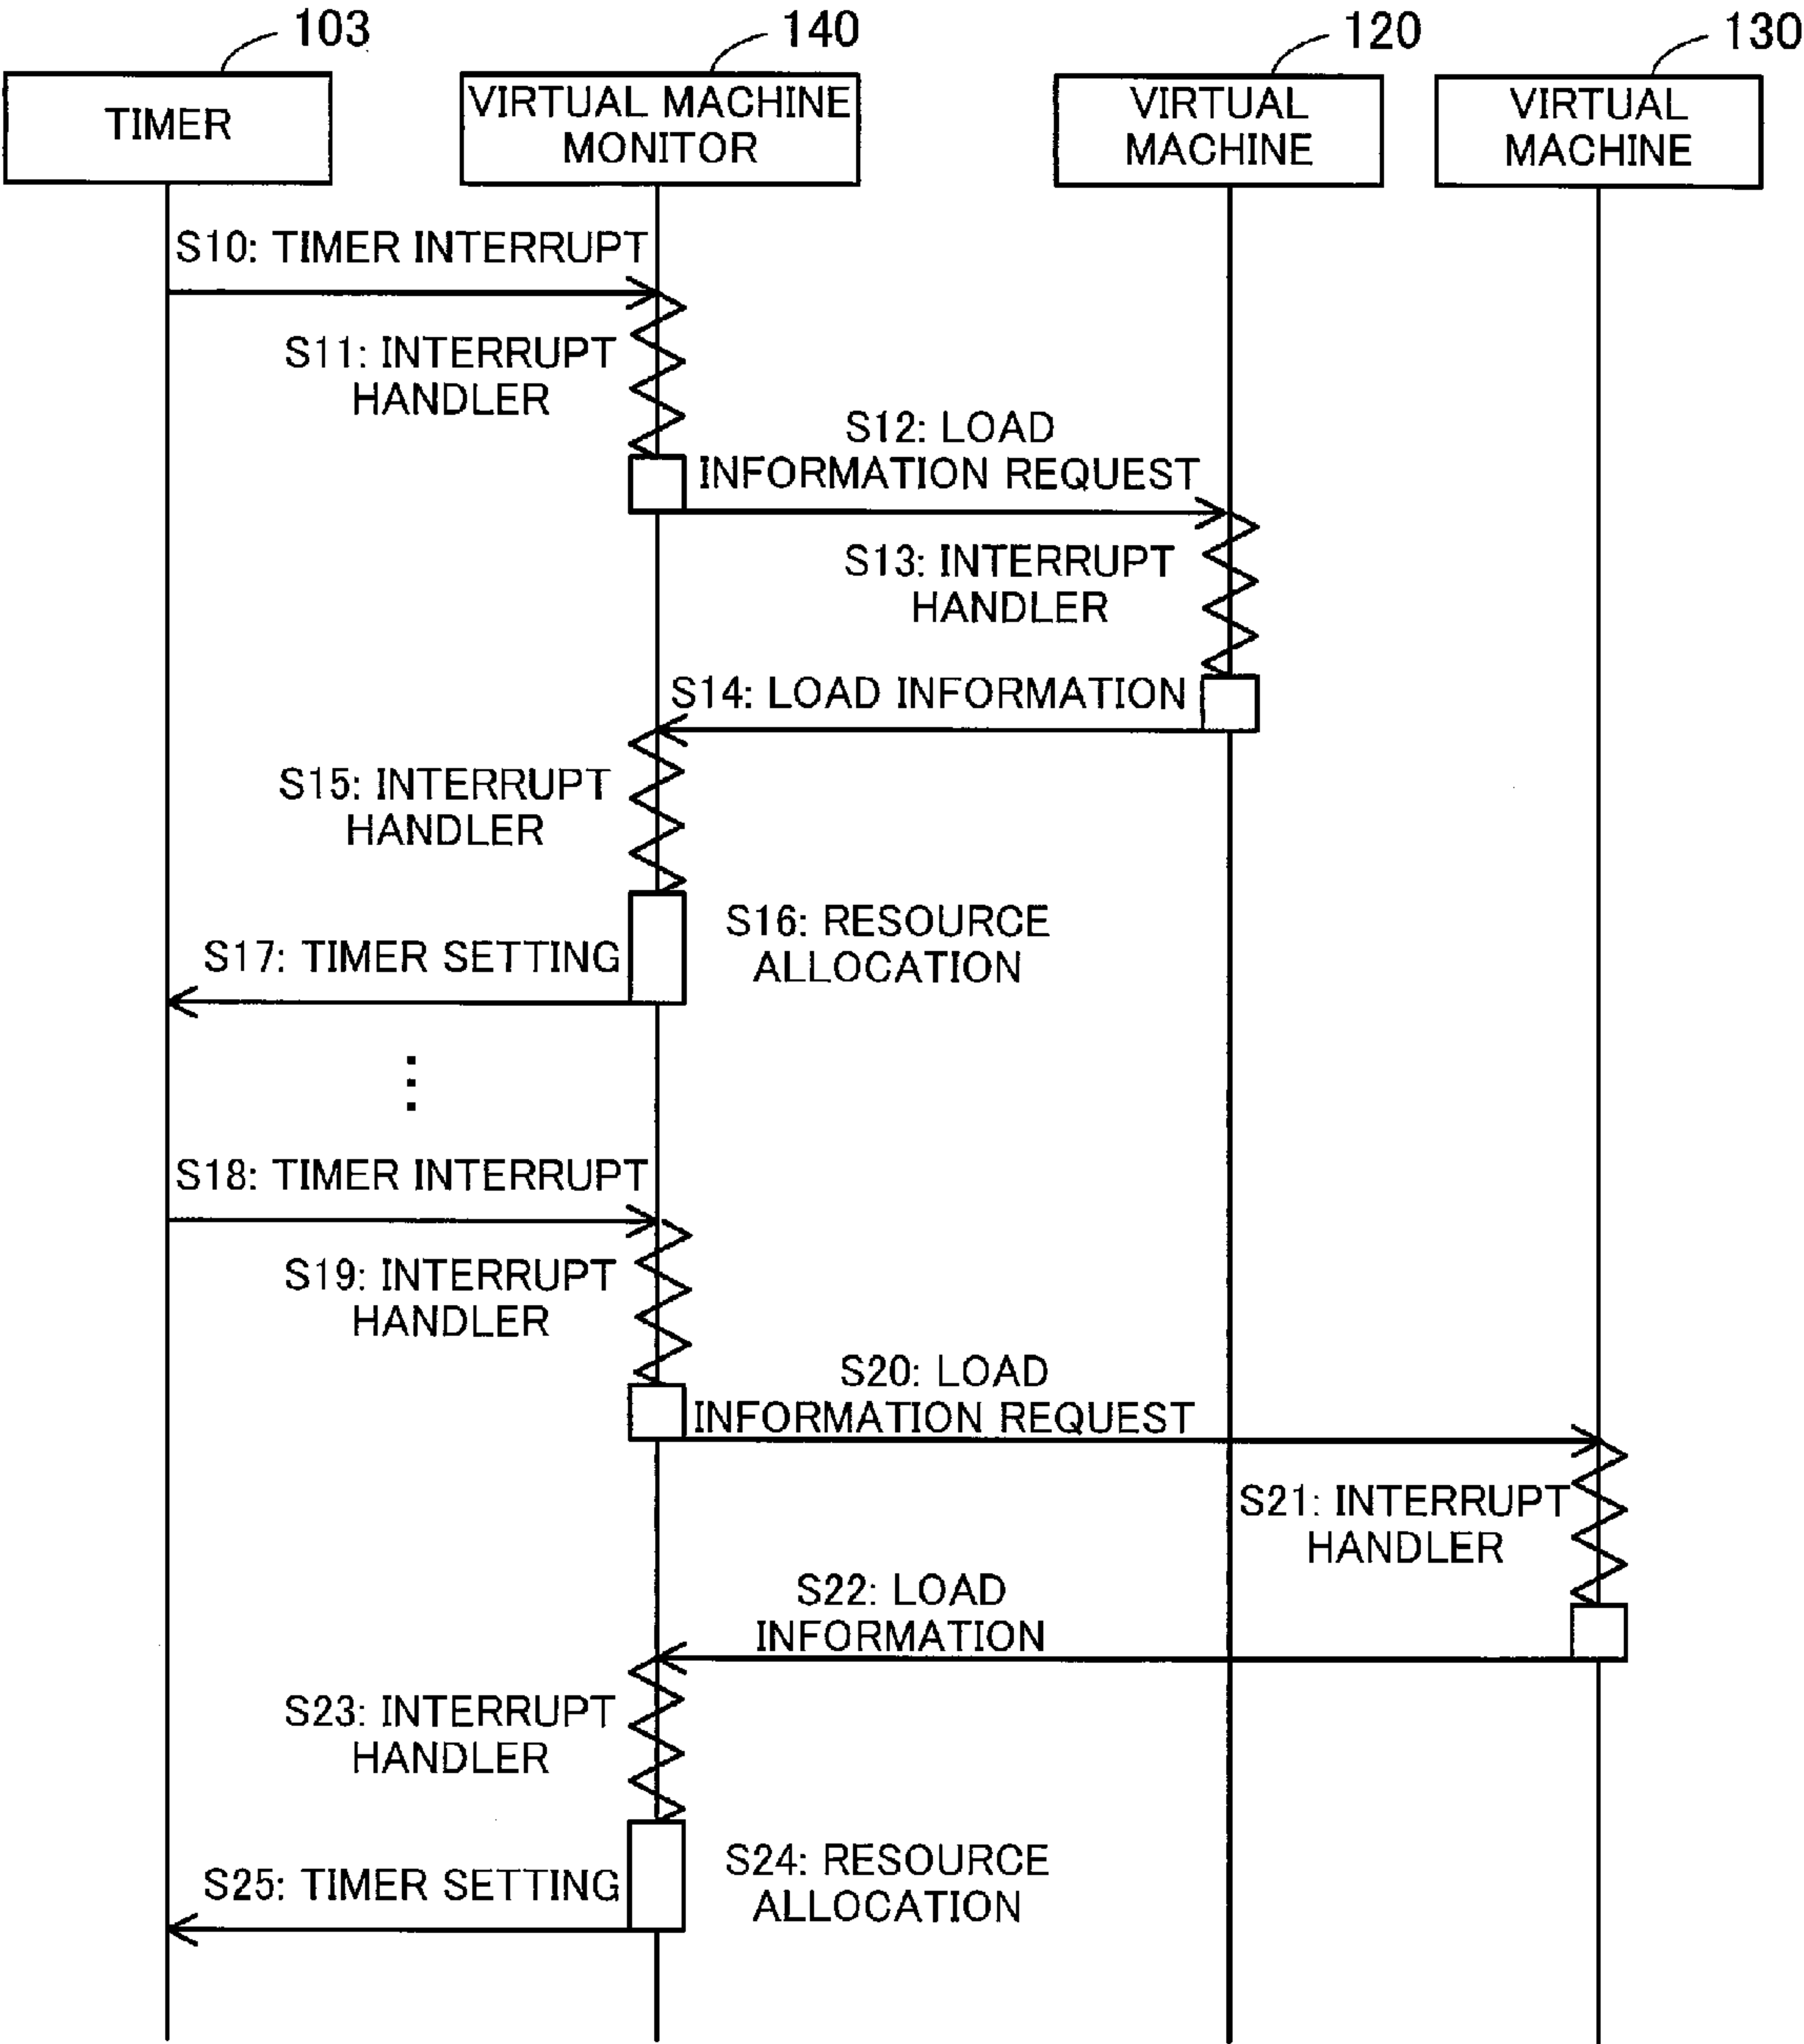 103
140
120
130
TIMER
VIRTUAL MACHINE
MONITOR
VIRTUAL
MACHINE
VIRTUAL
MACHINE
S10: TIMER INTERRUPT
S11: INTERRUPT
HANDLER
S12: LOAD
INFORMATION REQUEST
S13: INTERRUPT
HANDLER
S14: LOAD INFORMATION
S15: INTERRUPT
HANDLER
S16: RESOURCE
ALLOCATION
S17: TIMER SETTING
S18: TIMER INTERRUPT
S19: INTERRUPT
HANDLER
S20: LOAD
INFORMATION REQUEST
S21: INTERRUPT
HANDLER
S22: LOAD
INFORMATION
S23: INTERRUPT
HANDLER
S24: RESOURCE
ALLOCATION
S25: TIMER SETTING